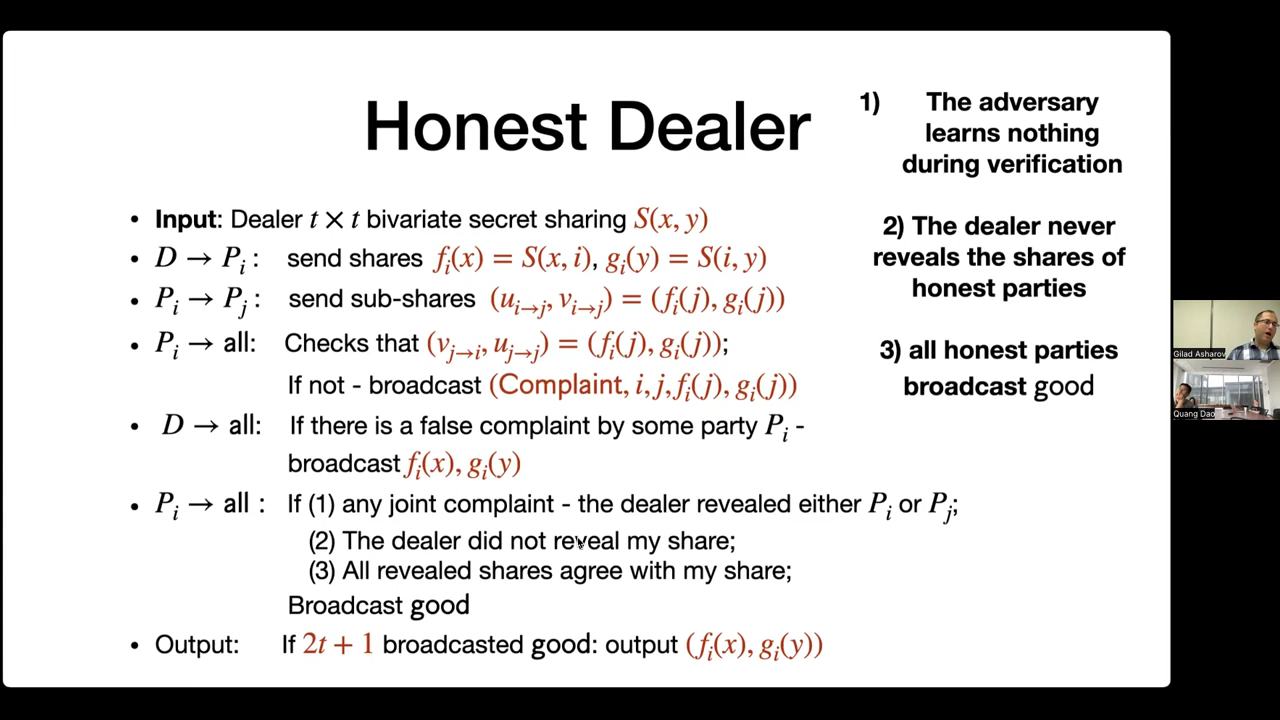 Honest Dealer
• Input: Dealer t × t bivariate secret sharing S(x, y)
• D → Pᵢ : send shares fᵢ(x) = S(x, i), gᵢ(y) = S(i, y)
• Pᵢ → Pⱼ : send sub-shares (uᵢ→ⱼ, vᵢ→ⱼ) = (fᵢ(j), gᵢ(j))
• Pᵢ → all: Checks that (vⱼ→ᵢ, uⱼ→ⱼ) = (fᵢ(j), gᵢ(j));
If not - broadcast (Complaint, i, j, fᵢ(j), gᵢ(j))
• D → all: If there is a false complaint by some party Pᵢ -
broadcast fᵢ(x), gᵢ(y)
• Pᵢ → all : If (1) any joint complaint - the dealer revealed either Pᵢ or Pⱼ;
(2) The dealer did not reveal my share;
(3) All revealed shares agree with my share;
Broadcast good
• Output: If 2t + 1 broadcasted good: output (fᵢ(x), gᵢ(y))
1) The adversary
learns nothing
during verification
2) The dealer never
reveals the shares of
honest parties
3) all honest parties
broadcast good
Gilad Asharov
Quang Dao